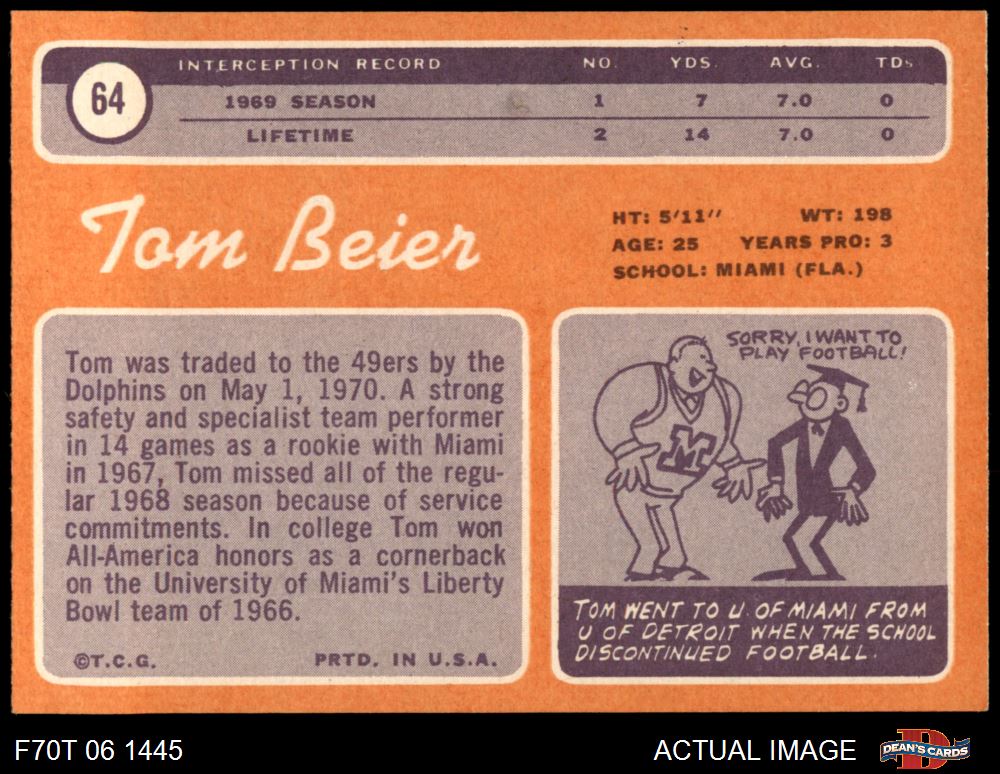 64
INTERCEPTION RECORD NO. YDS. AVG. TDs
1969 SEASON 1 7 7.0 0
LIFETIME 2 14 7.0 0
Tom Beier
HT: 5'11" WT: 198
AGE: 25 YEARS PRO: 3
SCHOOL: MIAMI (FLA.)
Tom was traded to the 49ers by the
Dolphins on May 1, 1970. A strong
safety and specialist team performer
in 14 games as a rookie with Miami
in 1967, Tom missed all of the regu-
lar 1968 season because of service
commitments. In college Tom won
All-America honors as a cornerback
on the University of Miami's Liberty
Bowl team of 1966.
©T.C.G. PRTD. IN U.S.A.
SORRY, I WANT TO
PLAY FOOTBALL!
M
TOM WENT TO U OF MIAMI FROM
U OF DETROIT WHEN THE SCHOOL
DISCONTINUED FOOTBALL.
F70T 06 1445 ACTUAL IMAGE D DEAN'S CARDS